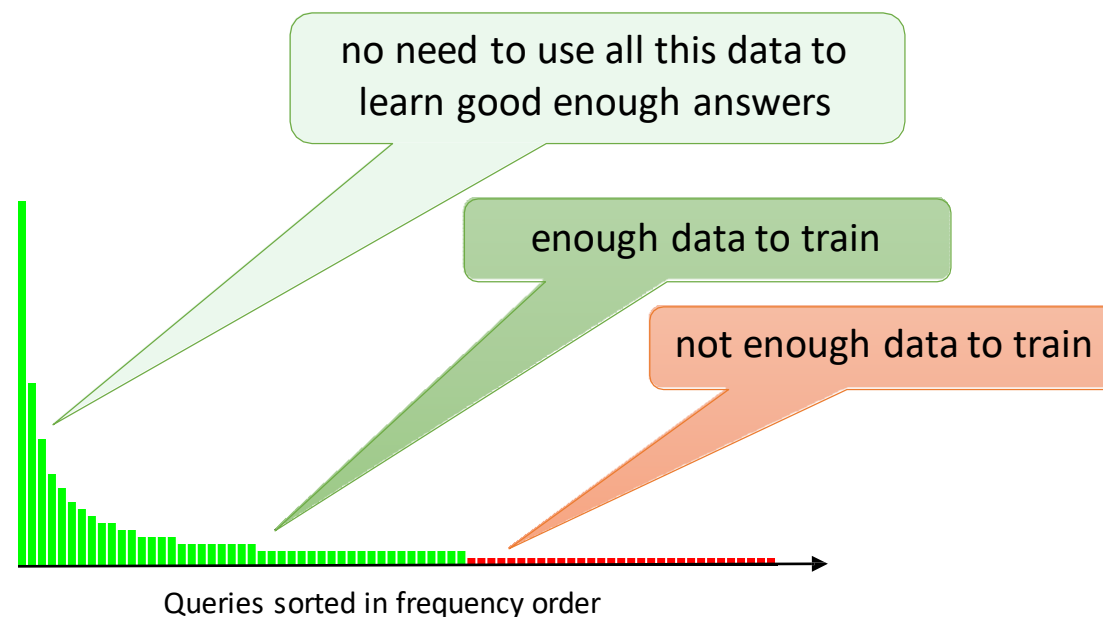 no need to use all this data to
learn good enough answers
enough data to train
not enough data to train
Queries sorted in frequency order